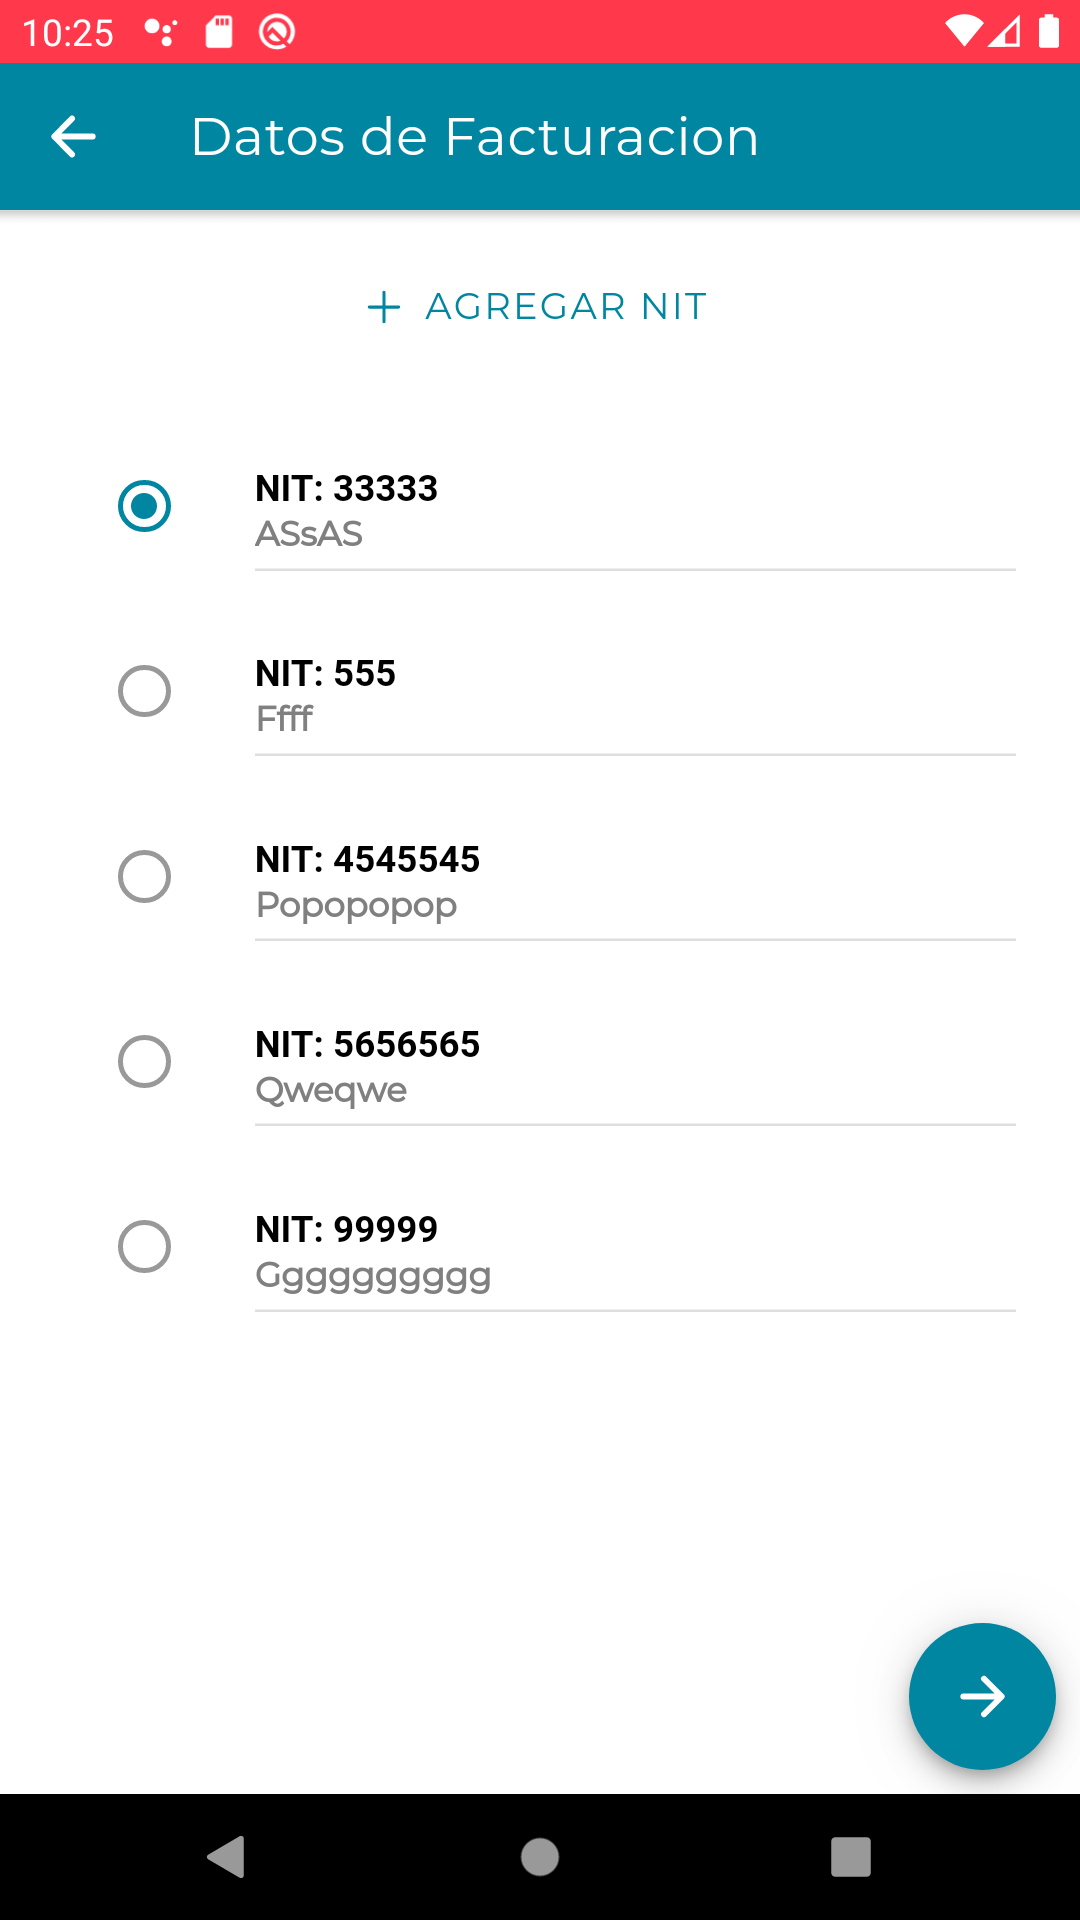 10:25
Datos de Facturacion
AGREGAR NIT
NIT: 33333
ASsAS
NIT: 555
Ffff
NIT: 4545545
Popopopop
NIT: 5656565
Qweqwe
NIT: 99999
Gggggggggg